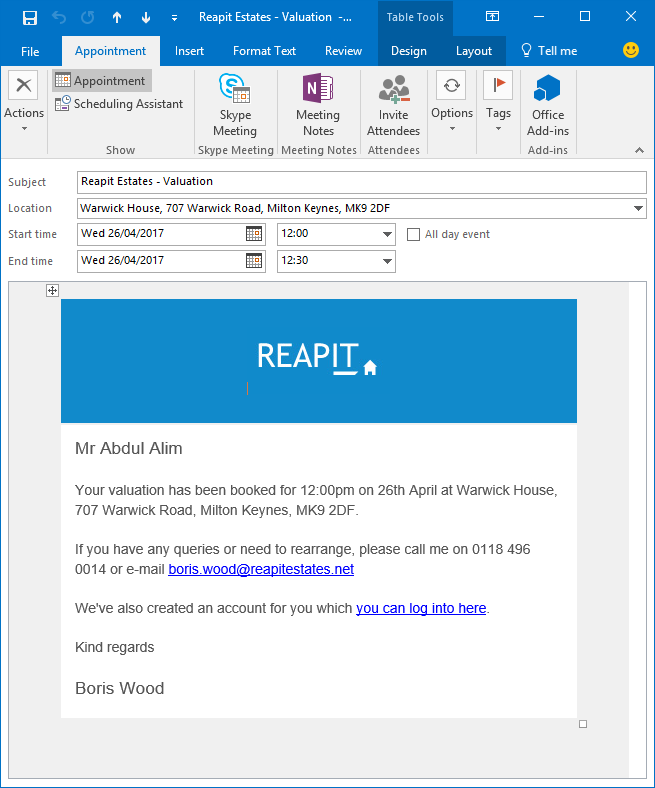 Reapit Estates - Valuation -...
Table Tools
File
Appointment
Insert
Format Text
Review
Design
Layout
Tell me
Actions
Appointment
Scheduling Assistant
Show
Skype
Meeting
Skype Meeting
Meeting
Notes
Meeting Notes
Invite
Attendees
Attendees
Options
Tags
Office
Add-ins
Add-ins
Subject
Reapit Estates - Valuation
Location
Warwick House, 707 Warwick Road, Milton Keynes, MK9 2DF
Start time
Wed 26/04/2017
12:00
All day event
End time
Wed 26/04/2017
12:30
REAPIT
Mr Abdul Alim
Your valuation has been booked for 12:00pm on 26th April at Warwick House,
707 Warwick Road, Milton Keynes, MK9 2DF.
If you have any queries or need to rearrange, please call me on 0118 496
0014 or e-mail boris.wood@reapitestates.net
We've also created an account for you which you can log into here.
Kind regards
Boris Wood